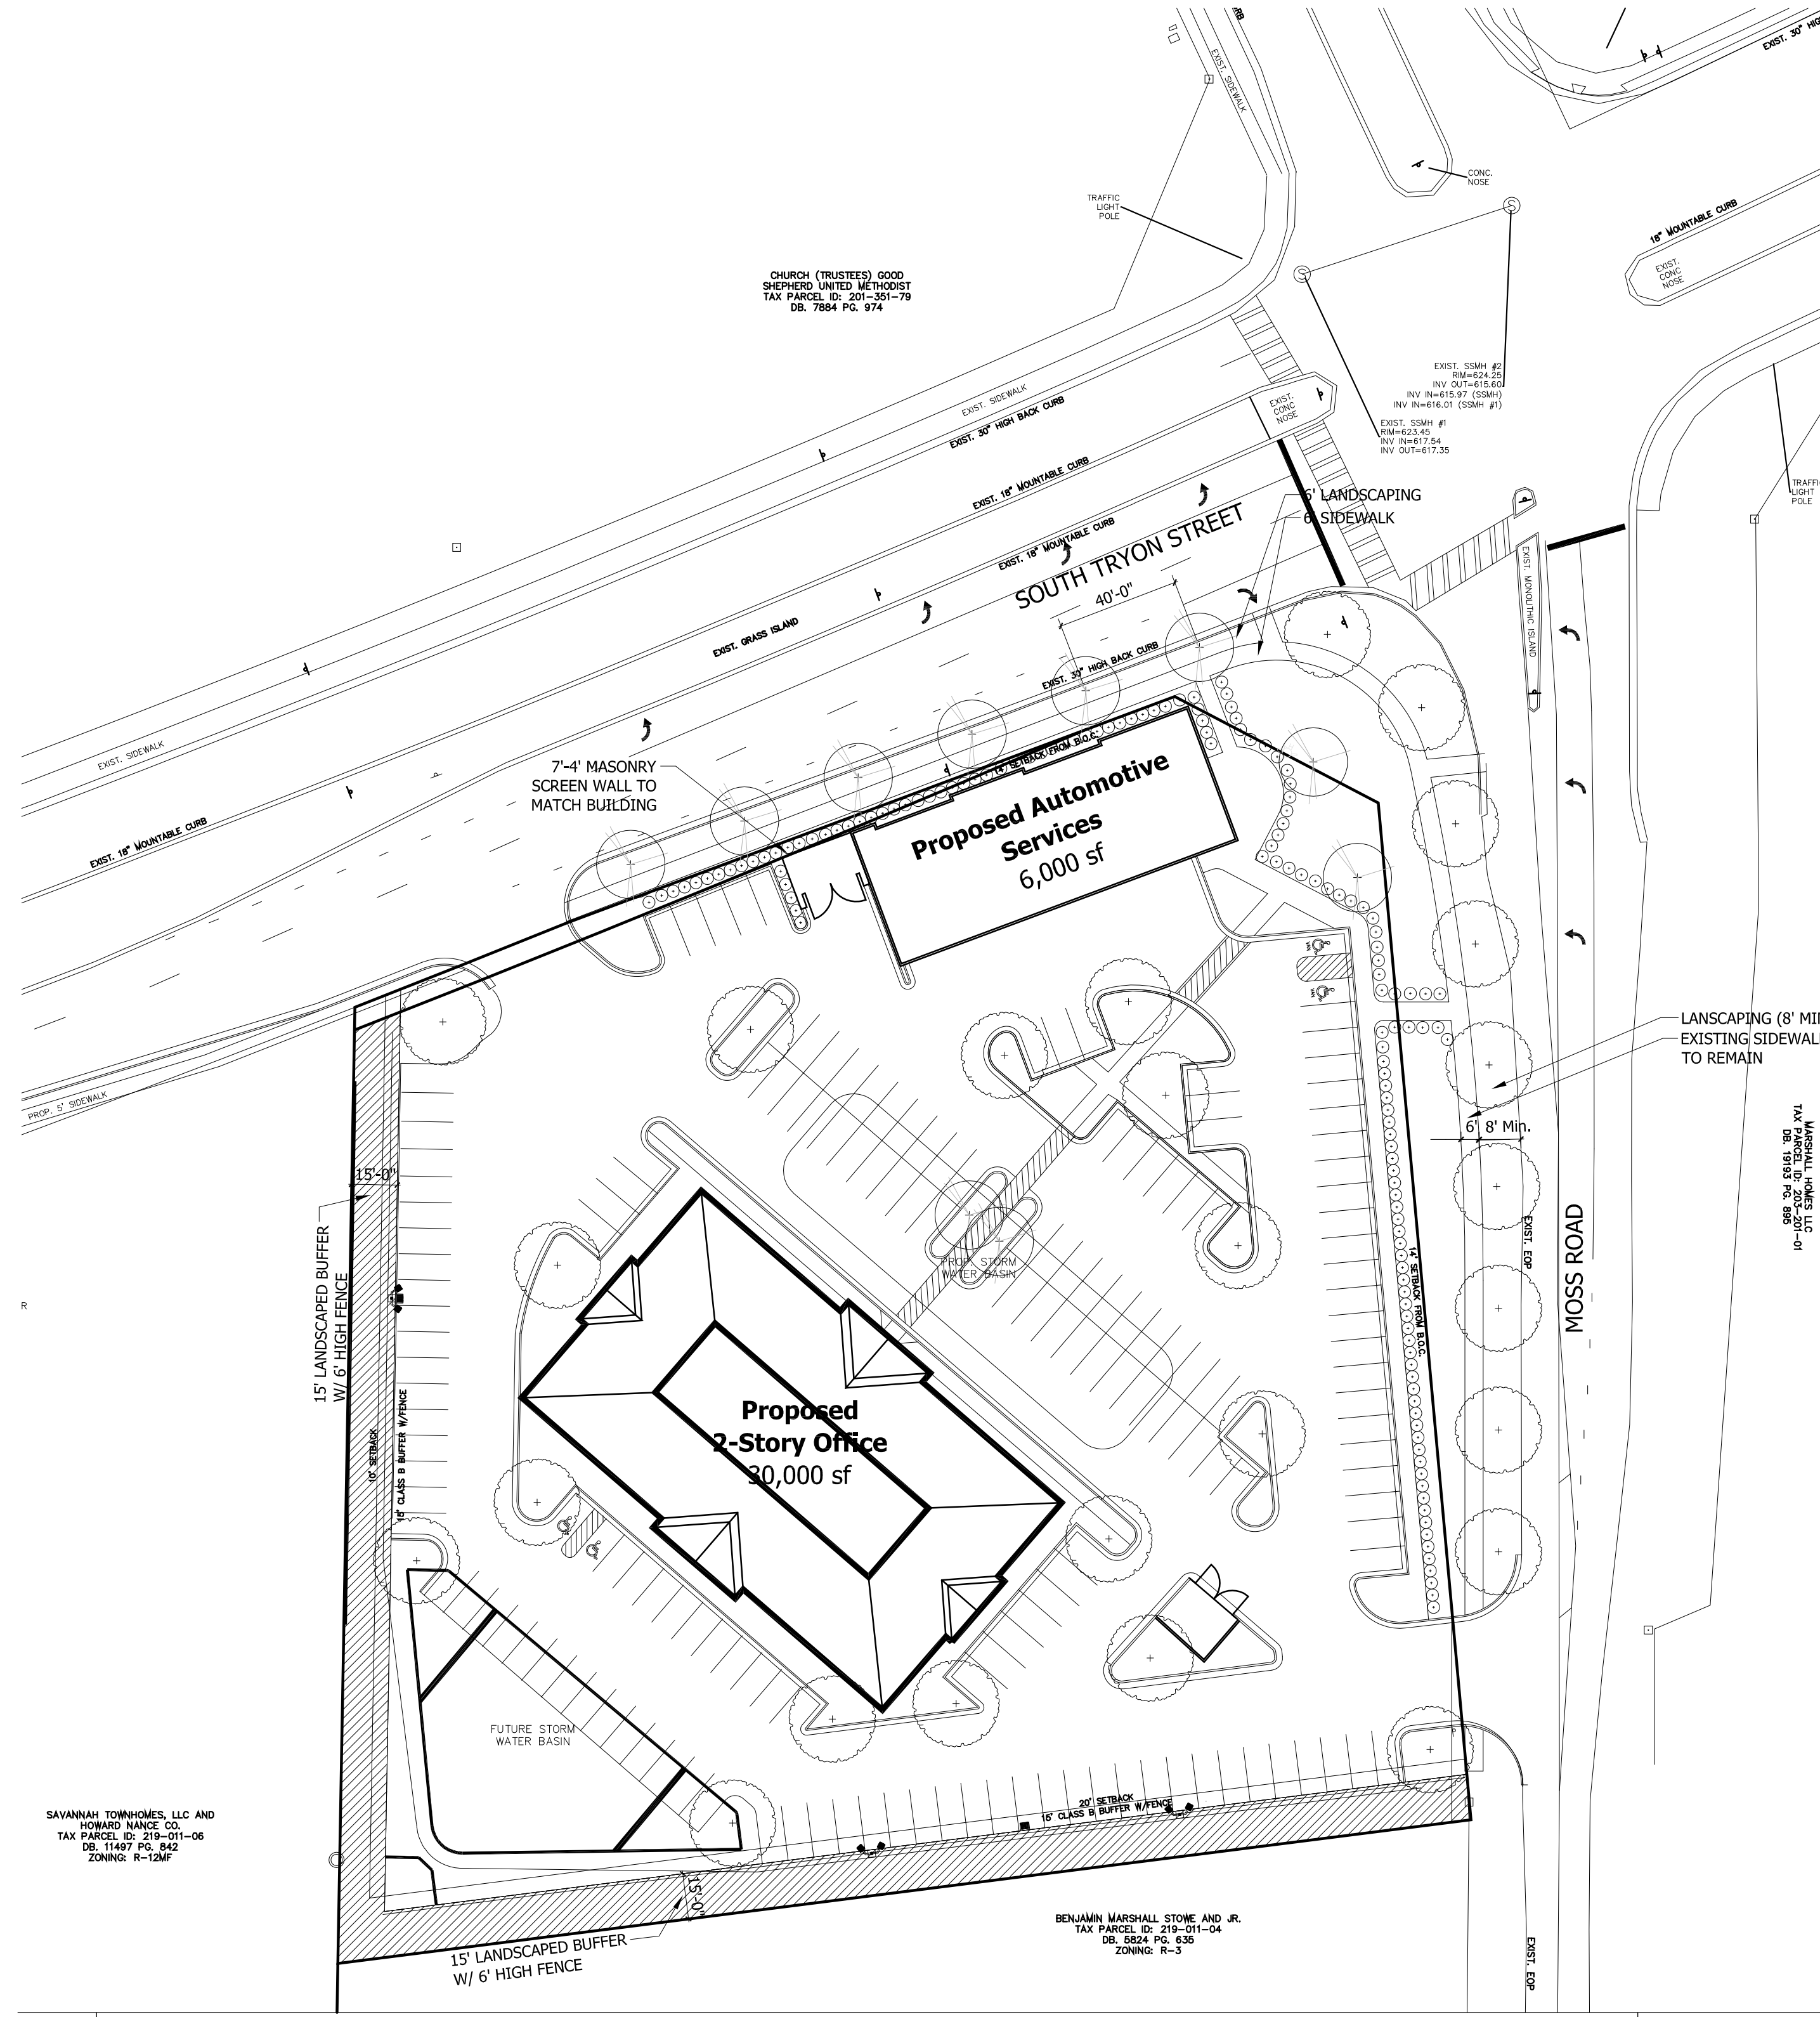 EXIST. SIDEWALK
EXIST. 30" HIG
CONC.
NOSE
TRAFFIC
LIGHT
POLE
18" MOUNTABLE CURB
EXIST.
CONC
NOSE
CHURCH (TRUSTEES) GOOD
SHEPHERD UNITED METHODIST
TAX PARCEL ID: 201-351-79
DB. 7884 PG. 974
EXIST. SSMH #2
RIM=624.25
INV OUT=615.60
INV IN=615.97 (SSMH)
INV IN=616.01 (SSMH #1)
EXIST. SSMH #1
RIM=623.45
INV IN=617.54
INV OUT=617.35
EXIST. SIDEWALK
EXIST. 30" HIGH BACK CURB
EXIST.
CONC
NOSE
EXIST. 18" MOUNTABLE CURB
6' LANDSCAPING
6' SIDEWALK
TRAFFI
LIGHT
POLE
EXIST. 18" MOUNTABLE CURB
SOUTH TRYON STREET
40'-0"
EXIST. MONOLITHIC ISLAND
EXIST. GRASS ISLAND
EXIST. 30" HIGH BACK CURB
EXIST. SIDEWALK
14' SETBACK FROM B.O.C.
7'-4' MASONRY
SCREEN WALL TO
MATCH BUILDING
EXIST. 18" MOUNTABLE CURB
Proposed Automotive
Services
6,000 sf
VAN
VAN
LANSCAPING (8' MI
EXISTING SIDEWAL
TO REMAIN
PROP. 5' SIDEWALK
6'
8' Min.
MARSHALL HOMES LLC
TAX PARCEL ID: 203-201-01
DB. 19193 PG. 895
15'-0"
15' LANDSCAPED BUFFER
W/ 6' HIGH FENCE
PROP. STORM
WATER BASIN
14' SETBACK FROM B.O.C.
EXIST. EOP
MOSS ROAD
R
10' SETBACK
15' CLASS B BUFFER W/FENCE
Proposed
2-Story Office
30,000 sf
FUTURE STORM
WATER BASIN
20' SETBACK
15' CLASS B BUFFER W/FENCE
SAVANNAH TOWNHOMES, LLC AND
HOWARD NANCE CO.
TAX PARCEL ID: 219-011-06
DB. 11497 PG. 842
ZONING: R-12MF
15'-0"
15' LANDSCAPED BUFFER
W/ 6' HIGH FENCE
BENJAMIN MARSHALL STOWE AND JR.
TAX PARCEL ID: 219-011-04
DB. 5824 PG. 635
ZONING: R-3
EXIST. EOP